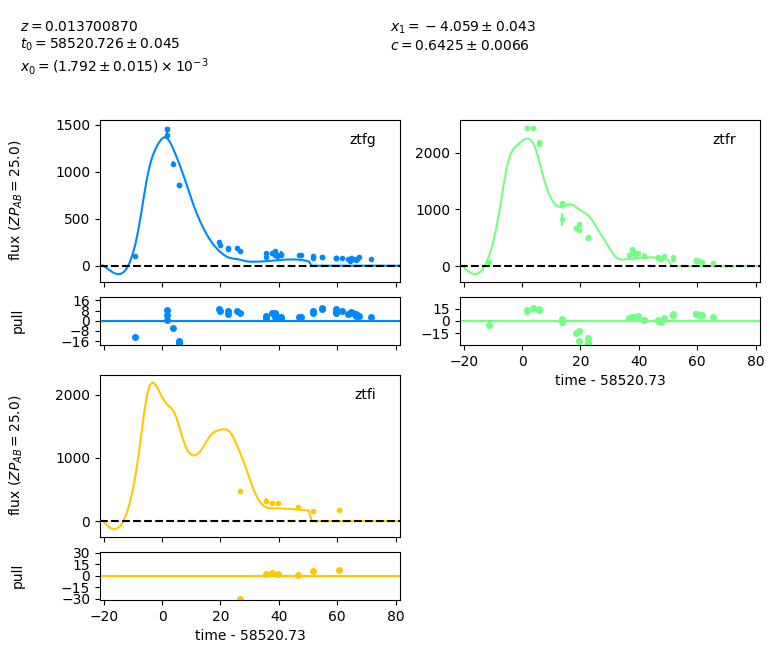 z = 0.013700870
t₀ = 58520.726 ± 0.045
x₀ = (1.792 ± 0.015) × 10⁻³
x₁ = −4.059 ± 0.043
c = 0.6425 ± 0.0066
flux (ZP_AB = 25.0)
1500
1000
500
0
ztfg
2000
1000
0
ztfr
pull
16
8
0
−8
−16
15
0
−15
−20 0 20 40 60 80
time - 58520.73
flux (ZP_AB = 25.0)
2000
1000
0
ztfi
pull
30
15
0
−15
−30
−20 0 20 40 60 80
time - 58520.73